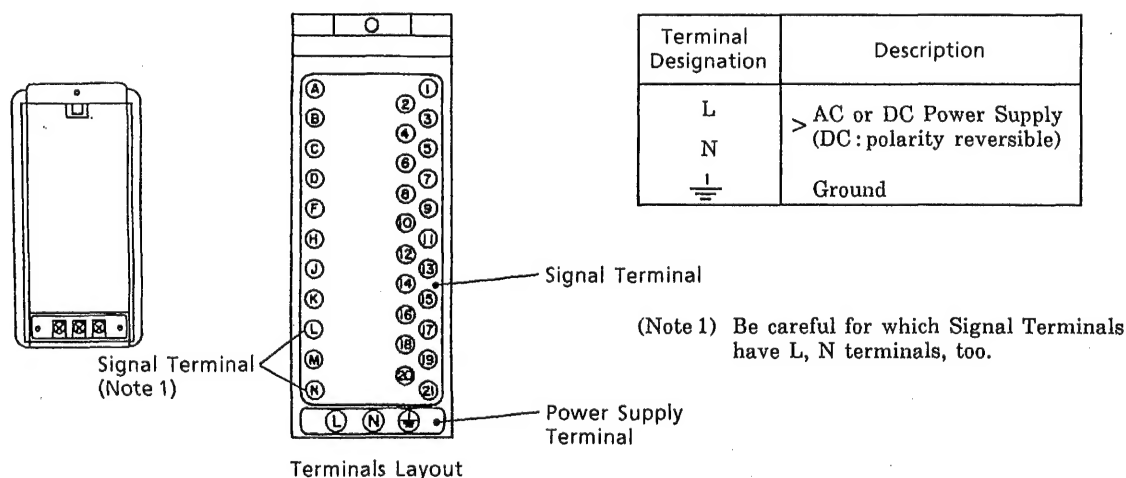 Terminal
Designation
Description
L
N
> AC or DC Power Supply
(DC: polarity reversible)
Ground
A
B
C
D
F
H
J
K
L
M
N
1
2
3
4
5
6
7
8
9
10
11
12
13
14
15
16
17
18
19
20
21
L N
Signal Terminal
(Note 1)
Signal Terminal
Power Supply
Terminal
Terminals Layout
(Note 1) Be careful for which Signal Terminals
have L, N terminals, too.